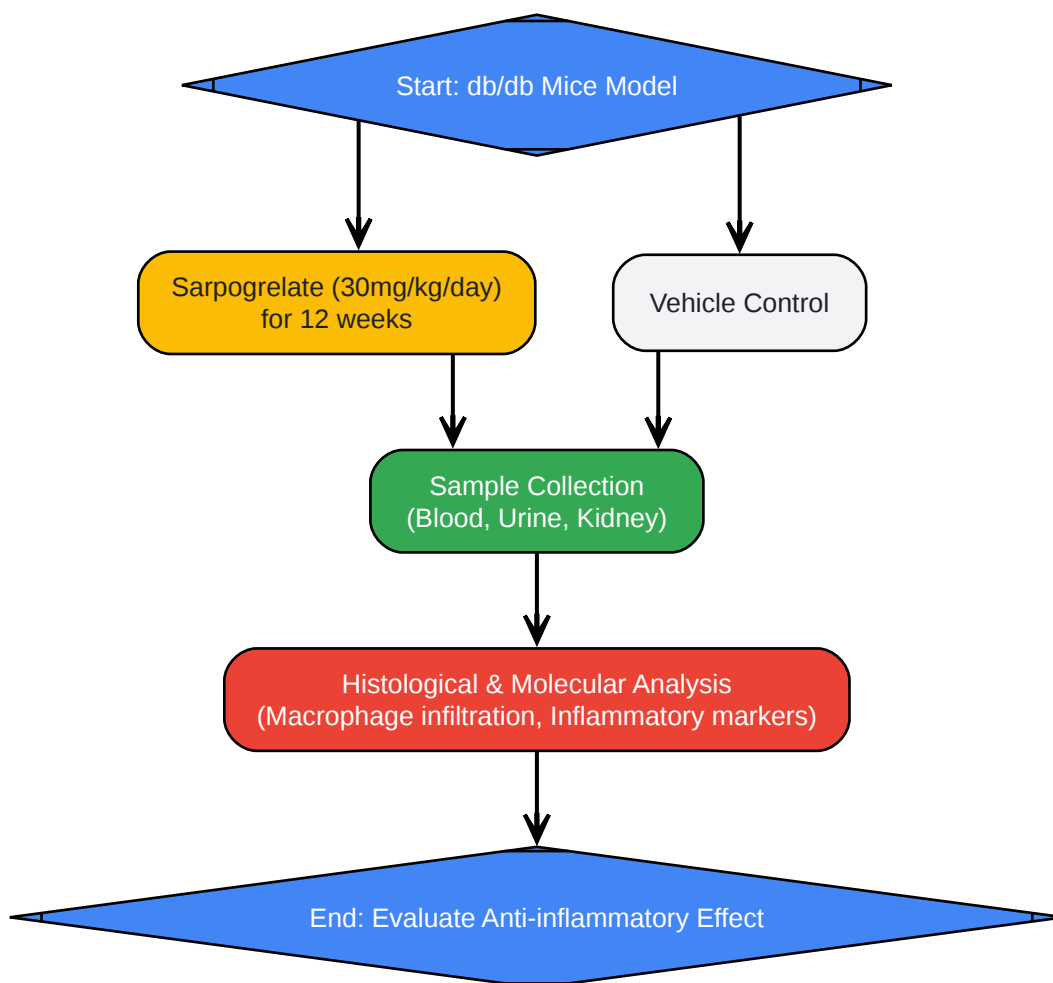 Start: db/db Mice Model
Sarpogrelate (30mg/kg/day)
for 12 weeks
Vehicle Control
Sample Collection
(Blood, Urine, Kidney)
Histological & Molecular Analysis
(Macrophage infiltration, Inflammatory markers)
End: Evaluate Anti-inflammatory Effect